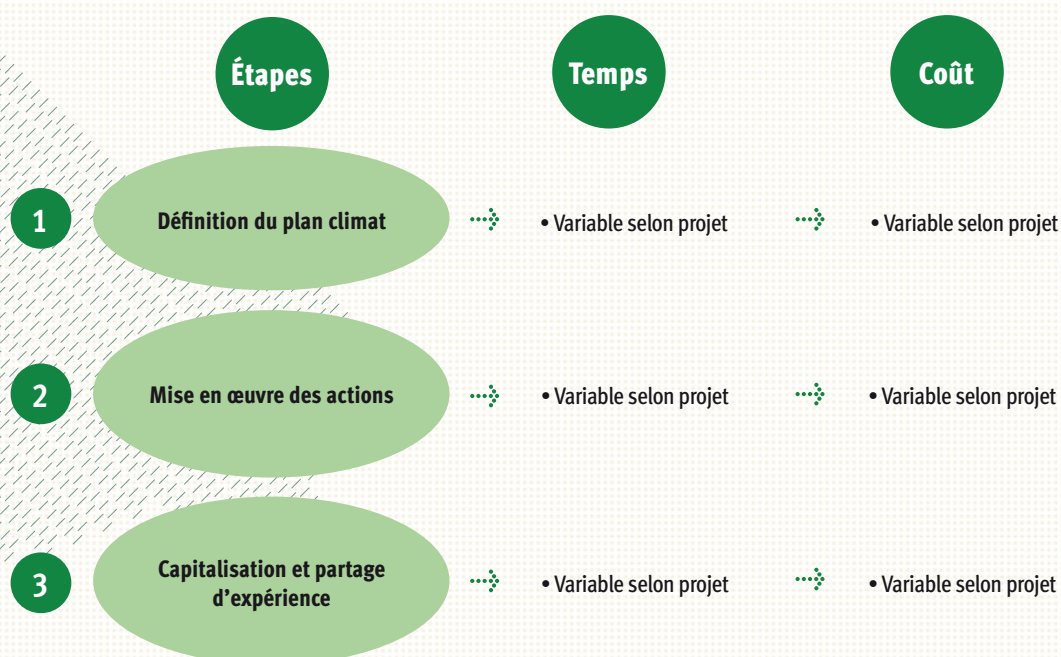 Étapes
Temps
Coût
1
Définition du plan climat
• Variable selon projet
• Variable selon projet
2
Mise en œuvre des actions
• Variable selon projet
• Variable selon projet
3
Capitalisation et partage
d’expérience
• Variable selon projet
• Variable selon projet